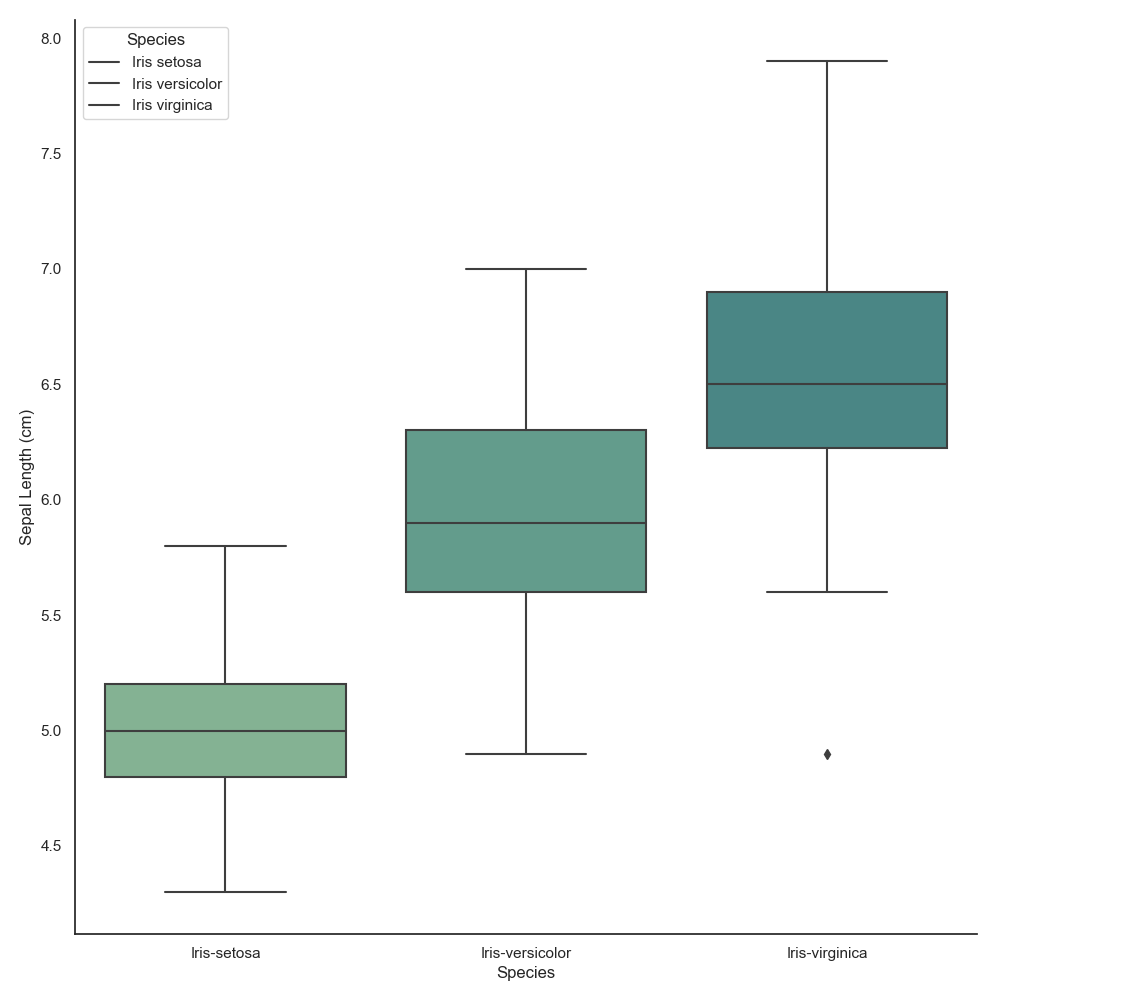 Species
Iris setosa
Iris versicolor
Iris virginica
8.0
7.5
7.0
6.5
6.0
5.5
5.0
4.5
Sepal Length (cm)
Iris-setosa
Iris-versicolor
Iris-virginica
Species